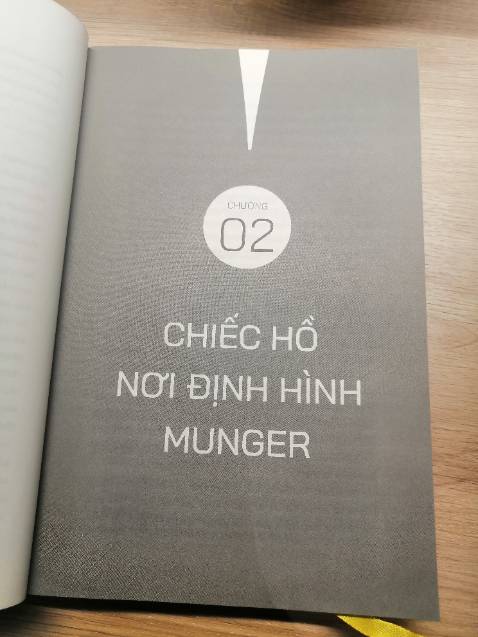 CHƯƠNG
02
CHIẾC HỒ
NƠI ĐỊNH HÌNH
MUNGER